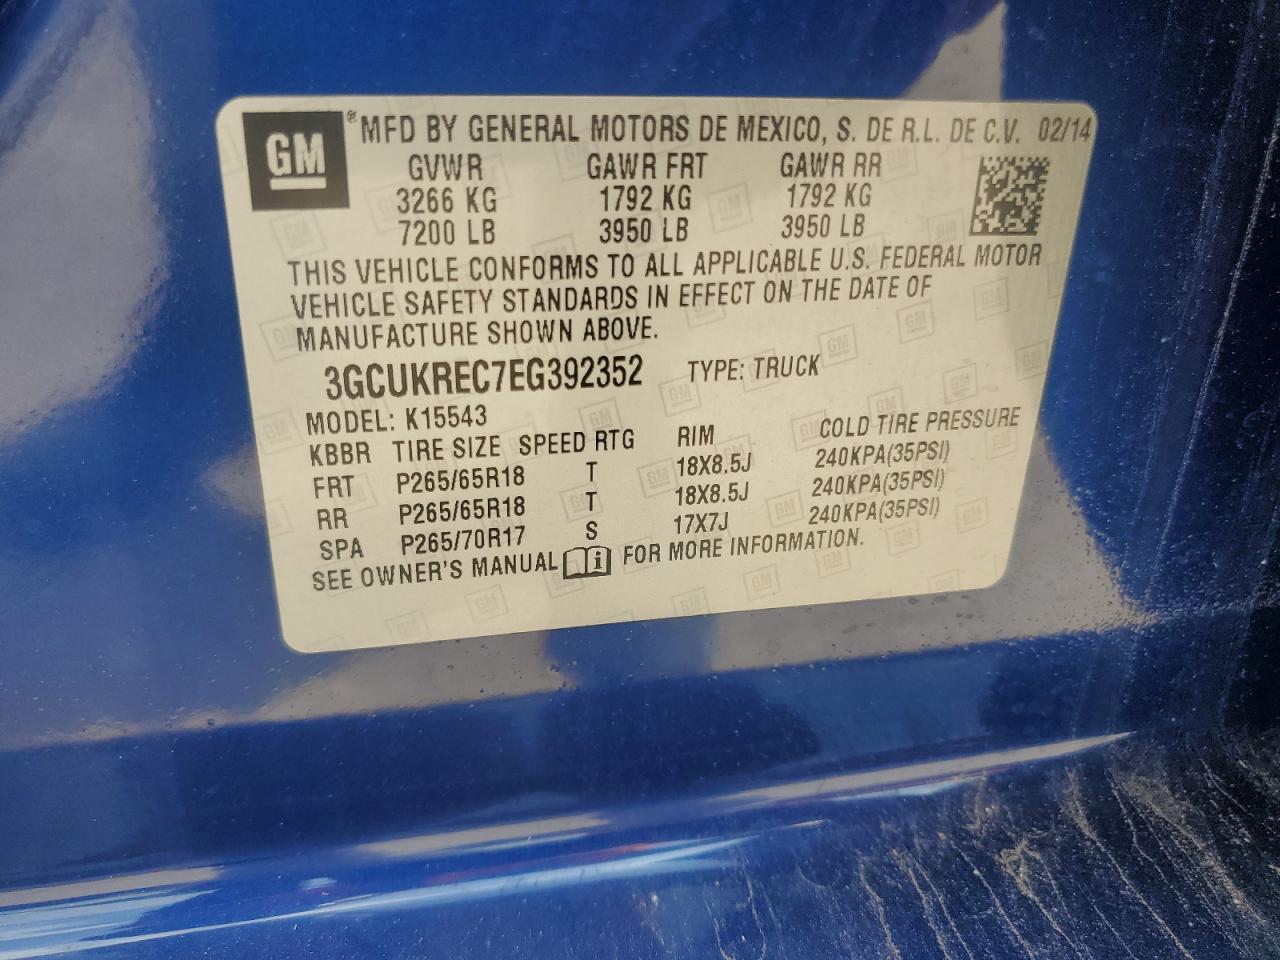 GM ® MFD BY GENERAL MOTORS DE MEXICO, S. DE R.L. DE C.V. 02/14
GVWR GAWR FRT GAWR RR
3266 KG 1792 KG 1792 KG
7200 LB 3950 LB 3950 LB
THIS VEHICLE CONFORMS TO ALL APPLICABLE U.S. FEDERAL MOTOR
VEHICLE SAFETY STANDARDS IN EFFECT ON THE DATE OF
MANUFACTURE SHOWN ABOVE.
3GCUKREC7EG392352 TYPE: TRUCK
MODEL: K15543
KBBR TIRE SIZE SPEED RTG RIM COLD TIRE PRESSURE
FRT P265/65R18 T 18X8.5J 240KPA(35PSI)
RR P265/65R18 T 18X8.5J 240KPA(35PSI)
SPA P265/70R17 S 17X7J 240KPA(35PSI)
SEE OWNER'S MANUAL i FOR MORE INFORMATION.